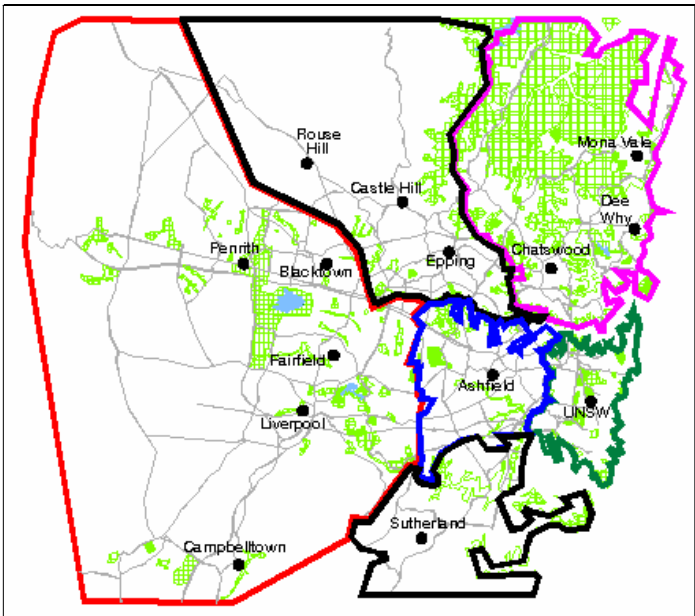 Rouse
Hill
Mona Vale
Castle Hill
Dee
Why
Penrith
Blacktown
Epping
Chatswood
Fairfield
Ashfield
Liverpool
UNSW
Sutherland
Campbelltown